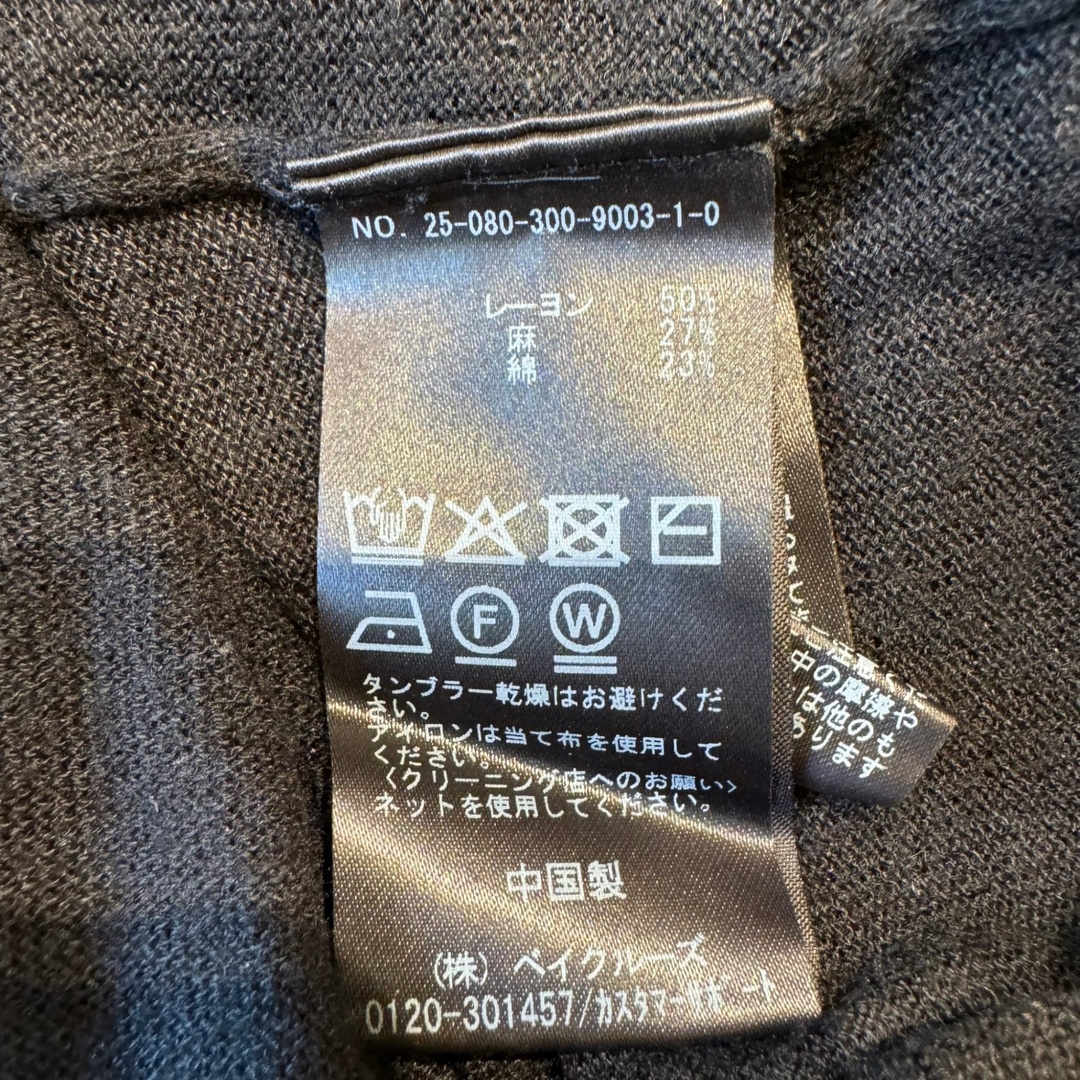 NO. 25-080-300-9003-1-0
レーヨン 50%
麻 27%
綿 23%
F W
タンブラー乾燥はお避けくだ
さい。
アイロンは当て布を使用して
ください。
<クリーニング店へのお願い>
ネットを使用してください。
中国製
(株) ベイクルーズ
0120-301457/カスタマーサポート
中の摩擦や
は他のも
あります